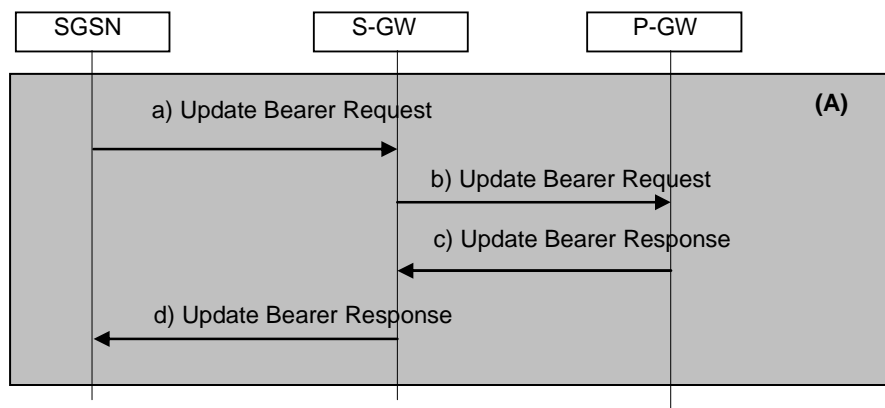 SGSN
S-GW
P-GW
(A)
a) Update Bearer Request
b) Update Bearer Request
c) Update Bearer Response
d) Update Bearer Response